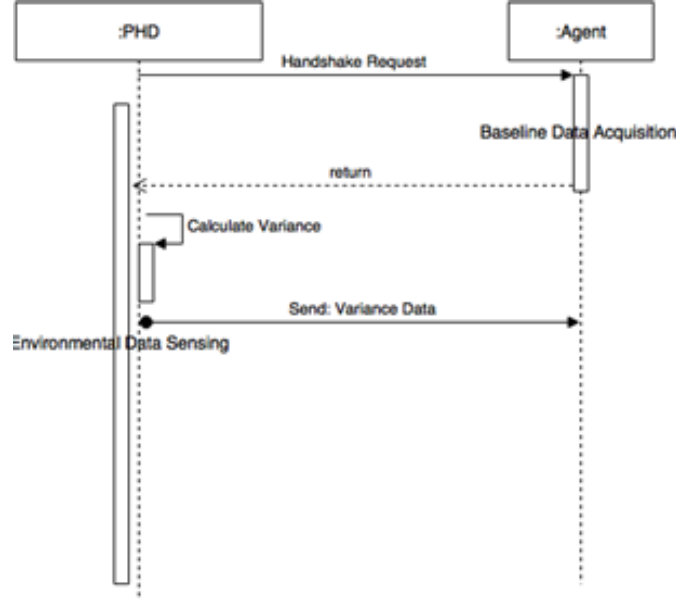 :PHD
:Agent
Handshake Request
Baseline Data Acquisition
return
Calculate Variance
Send: Variance Data
Environmental Data Sensing